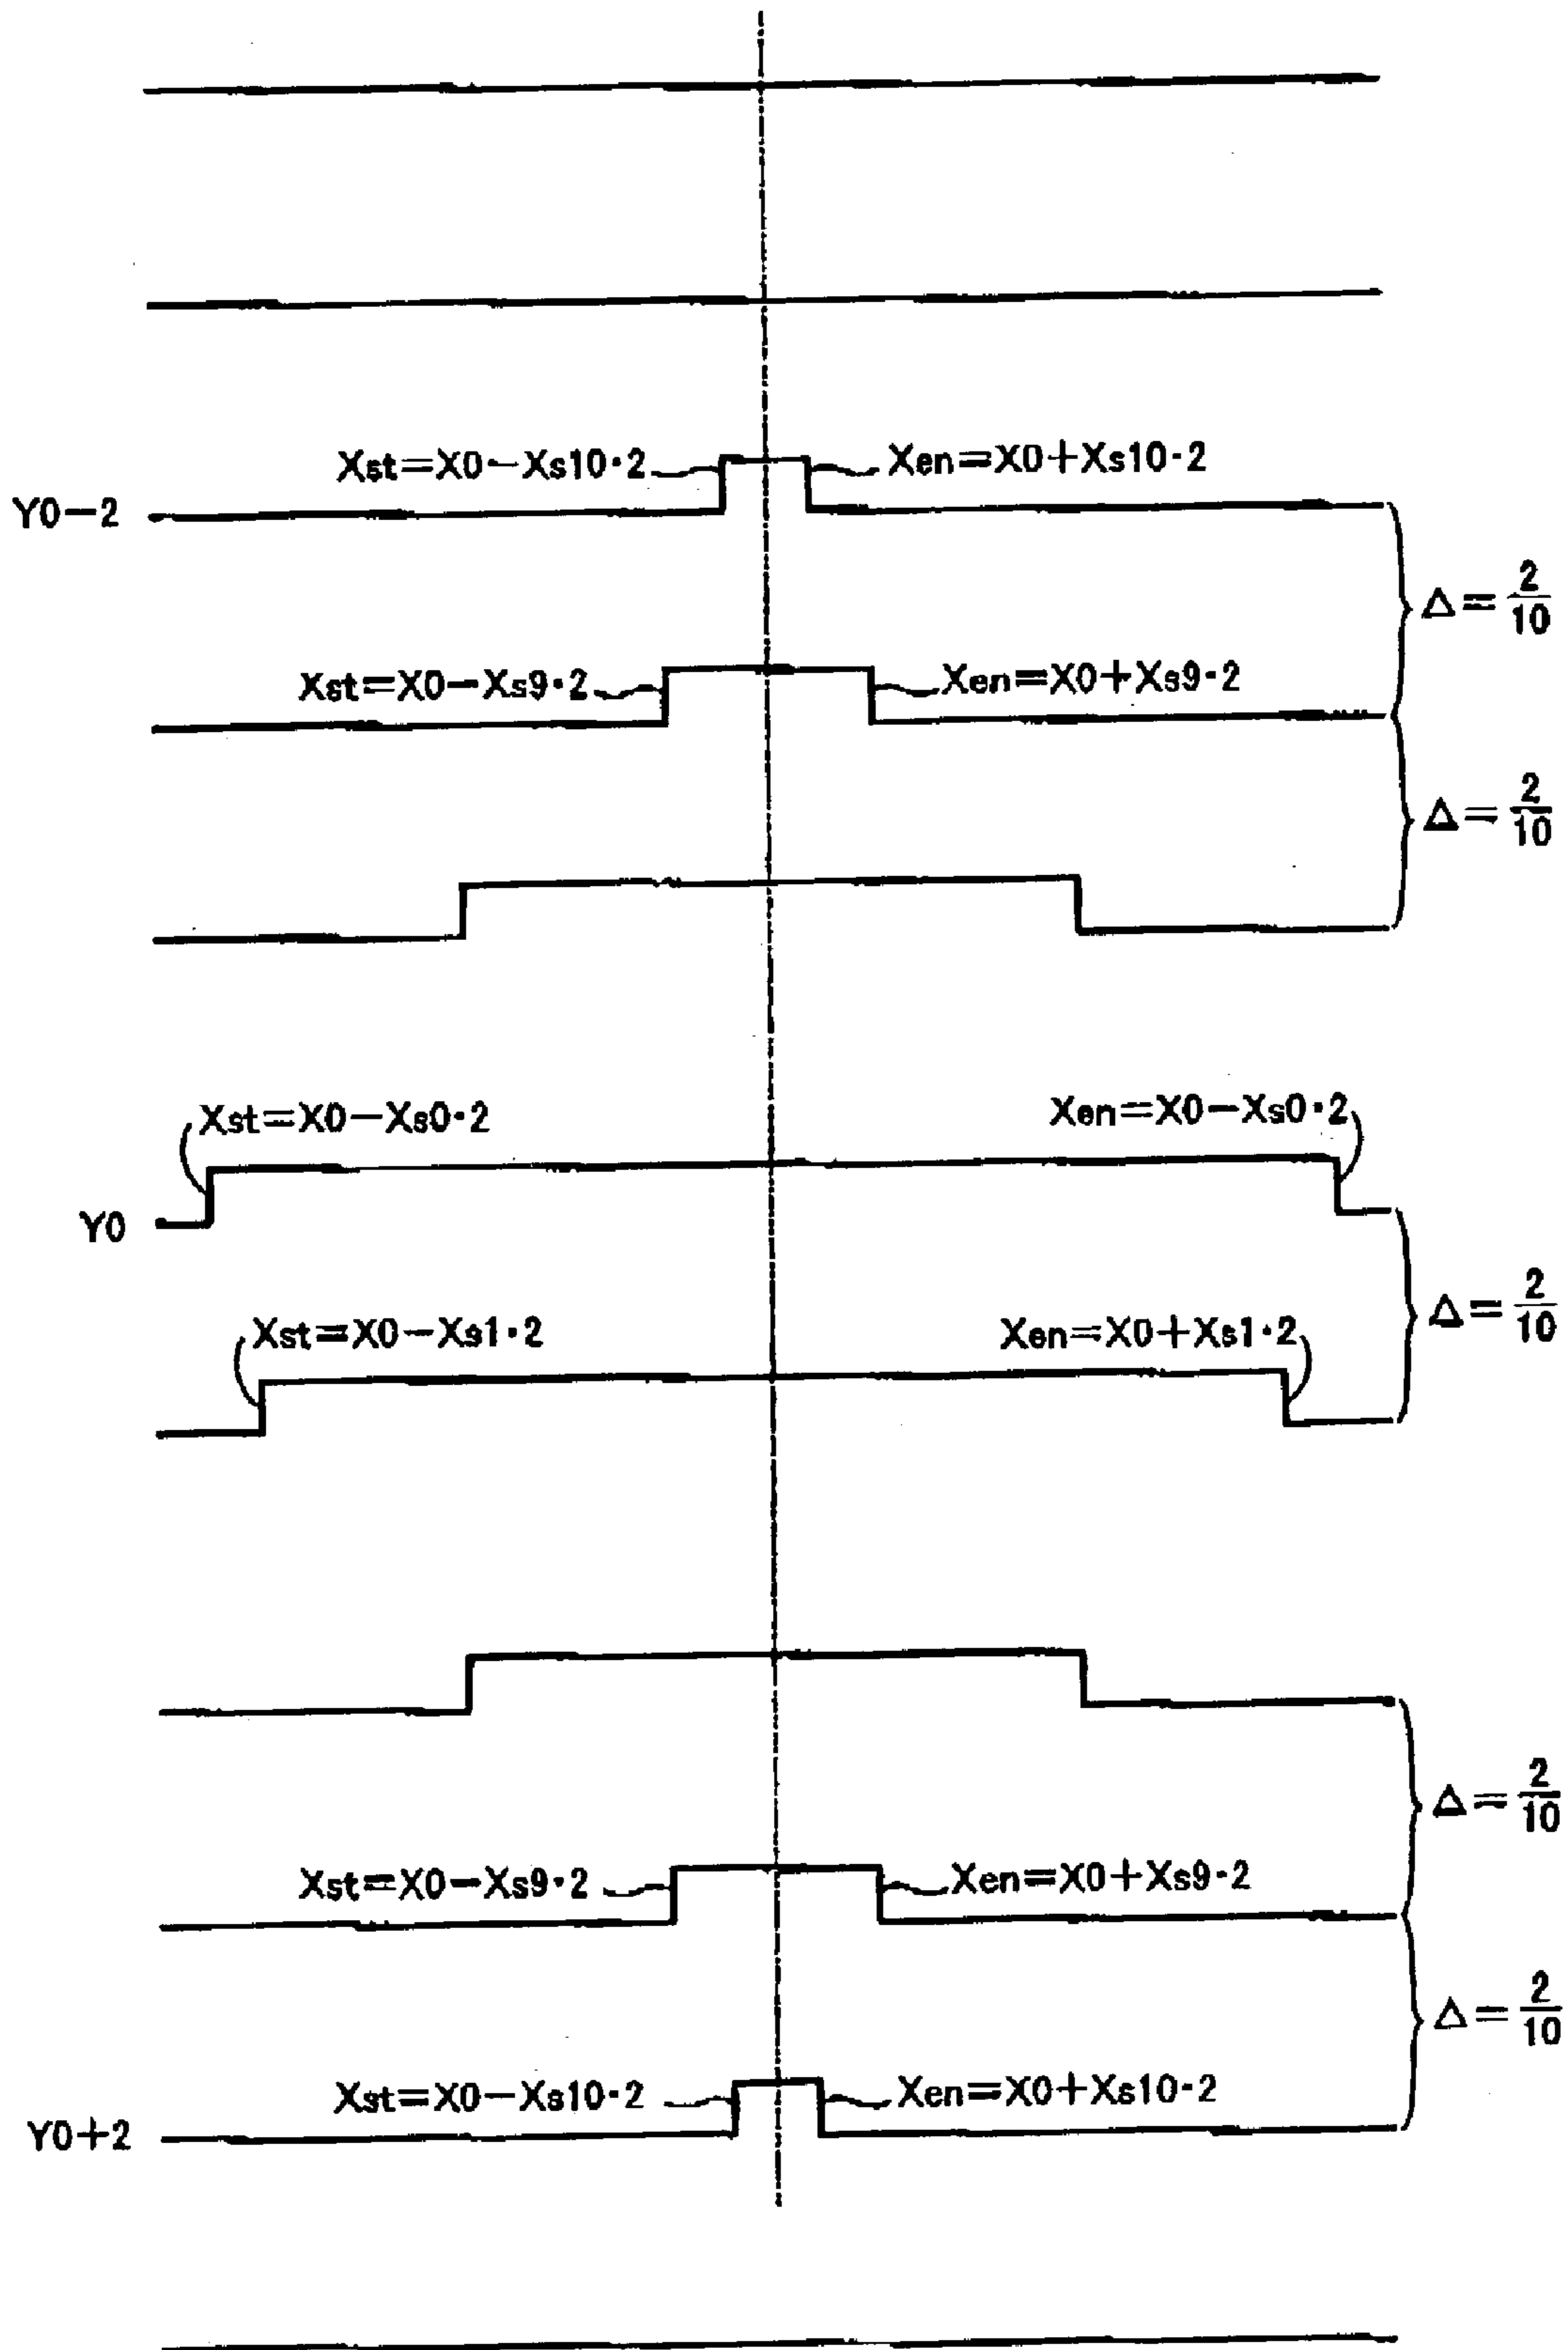 Xst=X0-Xs10·2 Xen=X0+Xs10·2
Y0-2
Δ=2/10
Xst=X0-Xs9·2 Xen=X0+Xs9·2
Δ=2/10
Xst=X0-Xs0·2 Xen=X0-Xs0·2
Y0
Δ=2/10
Xst=X0-Xs1·2 Xen=X0+Xs1·2
Δ=2/10
Xst=X0-Xs9·2 Xen=X0+Xs9·2
Δ=2/10
Xst=X0-Xs10·2 Xen=X0+Xs10·2
Y0+2